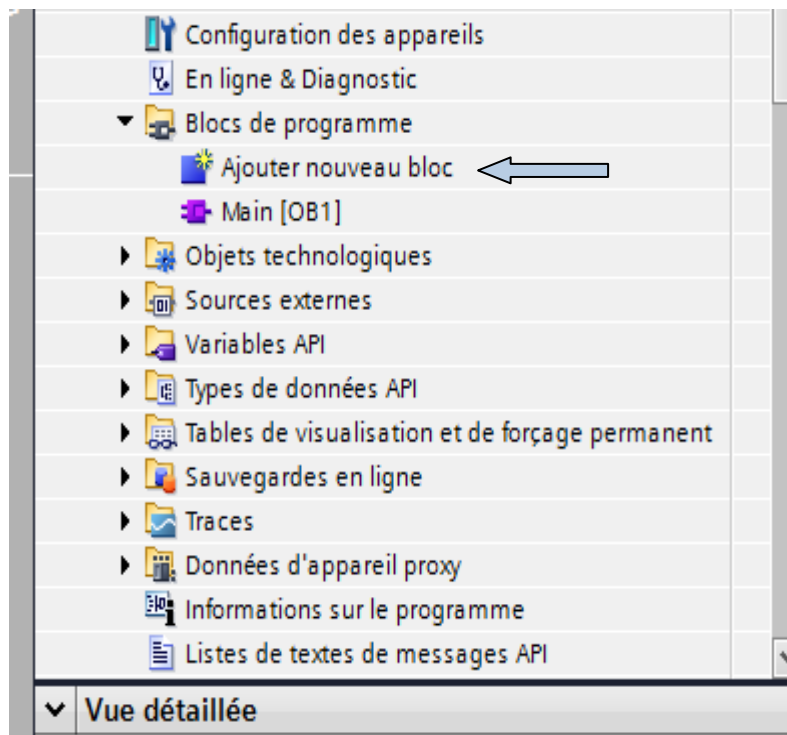 Configuration des appareils
En ligne & Diagnostic
Blocs de programme
Ajouter nouveau bloc
Main [OB1]
Objets technologiques
Sources externes
Variables API
Types de données API
Tables de visualisation et de forçage permanent
Sauvegardes en ligne
Traces
Données d'appareil proxy
Informations sur le programme
Listes de textes de messages API
Vue détaillée